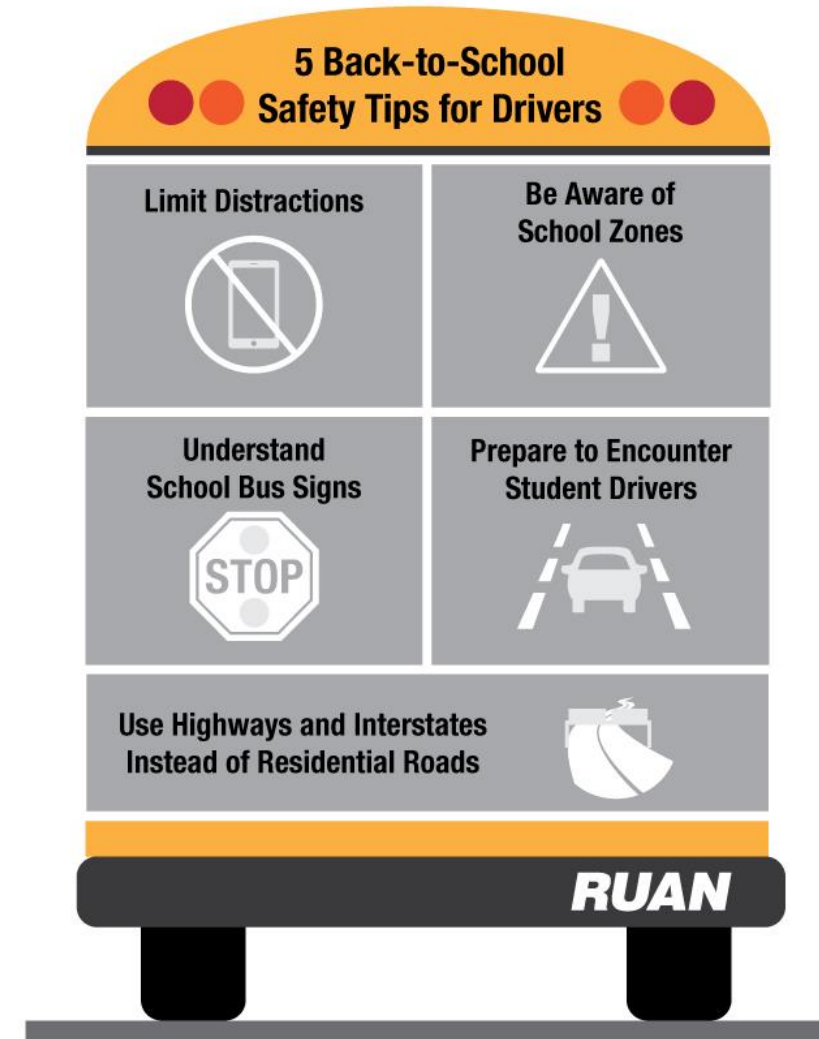 5 Back-to-School
Safety Tips for Drivers
Limit Distractions
Be Aware of
School Zones
Understand
School Bus Signs
STOP
Prepare to Encounter
Student Drivers
Use Highways and Interstates
Instead of Residential Roads
RUAN